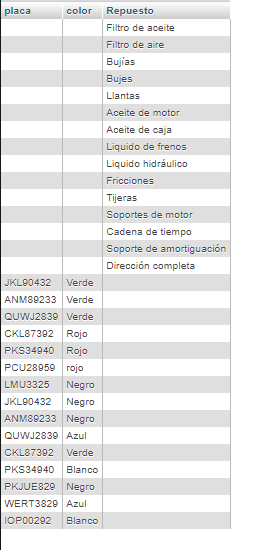 placa color Repuesto
Filtro de aceite
Filtro de aire
Bujías
Bujes
Llantas
Aceite de motor
Aceite de caja
Liquido de frenos
Liquido hidráulico
Fricciones
Tijeras
Soportes de motor
Cadena de tiempo
Soporte de amortiguación
Dirección completa
JKL90432 Verde
ANM89233 Verde
QUWJ2839 Verde
CKL87392 Rojo
PKS34940 Rojo
PCU28959 rojo
LMU3325 Negro
JKL90432 Negro
ANM89233 Negro
QUWJ2839 Azul
CKL87392 Verde
PKS34940 Blanco
PKJUE829 Negro
WERT3829 Azul
IOP00292 Blanco